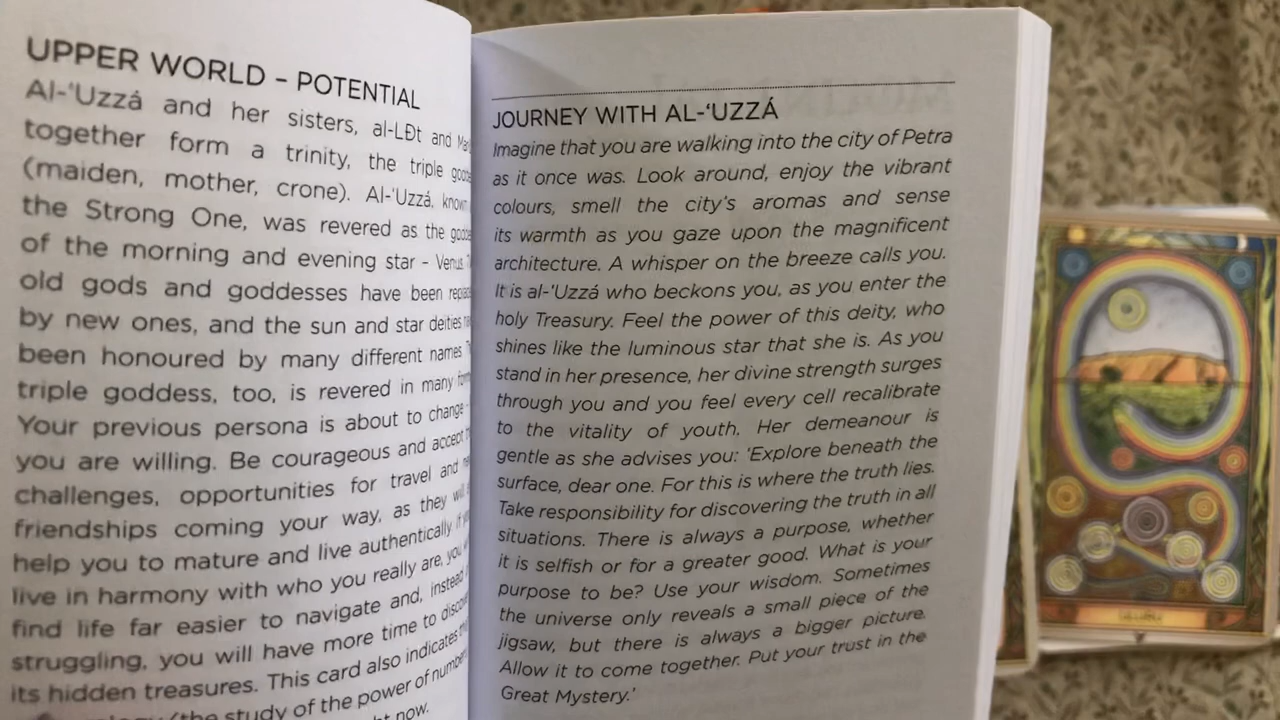 UPPER WORLD – POTENTIAL
Al-‘Uzzá and her sisters, al-LÐt and
together form a trinity, the triple
(maiden, mother, crone). Al-‘Uzzá, known
the Strong One, was revered as the
of the morning and evening star – Venus.
old gods and goddesses have been
by new ones, and the sun and star deities
been honoured by many different names.
triple goddess, too, is revered in many
Your previous persona is about to change –
you are willing. Be courageous and accept
challenges, opportunities for travel and
friendships coming your way, as they will
help you to mature and live authentically
live in harmony with who you really are, you
find life far easier to navigate and, instead
struggling, you will have more time to
its hidden treasures. This card also indicates
(the study of the power of
now.
JOURNEY WITH AL-‘UZZÁ
Imagine that you are walking into the city of Petra
as it once was. Look around, enjoy the vibrant
colours, smell the city’s aromas and sense
its warmth as you gaze upon the magnificent
architecture. A whisper on the breeze calls you.
It is al-‘Uzzá who beckons you, as you enter the
holy Treasury. Feel the power of this deity, who
shines like the luminous star that she is. As you
stand in her presence, her divine strength surges
through you and you feel every cell recalibrate
to the vitality of youth. Her demeanour is
gentle as she advises you: ‘Explore beneath the
surface, dear one. For this is where the truth lies.
Take responsibility for discovering the truth in all
situations. There is always a purpose, whether
it is selfish or for a greater good. What is your
purpose to be? Use your wisdom. Sometimes
the universe only reveals a small piece of the
jigsaw, but there is always a bigger picture.
Allow it to come together. Put your trust in the
Great Mystery.’